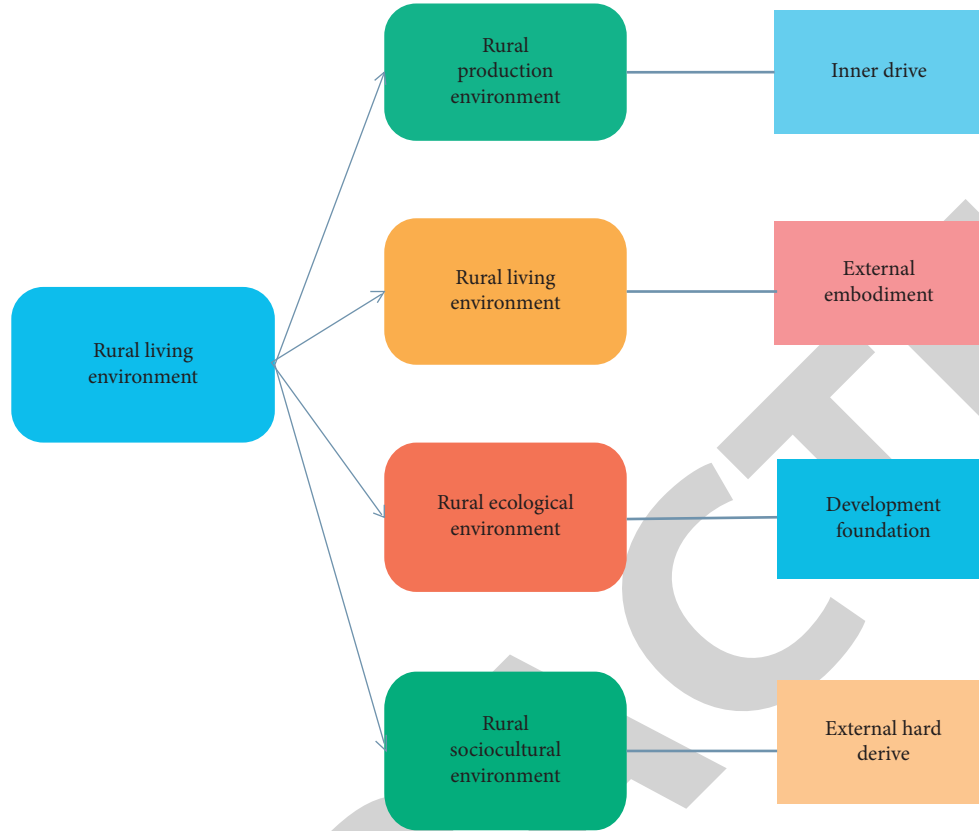 Rural
production
environment
Inner drive
Rural living
environment
External
embodiment
Rural living
environment
Rural ecological
environment
Development
foundation
Rural
sociocultural
environment
External hard
derive